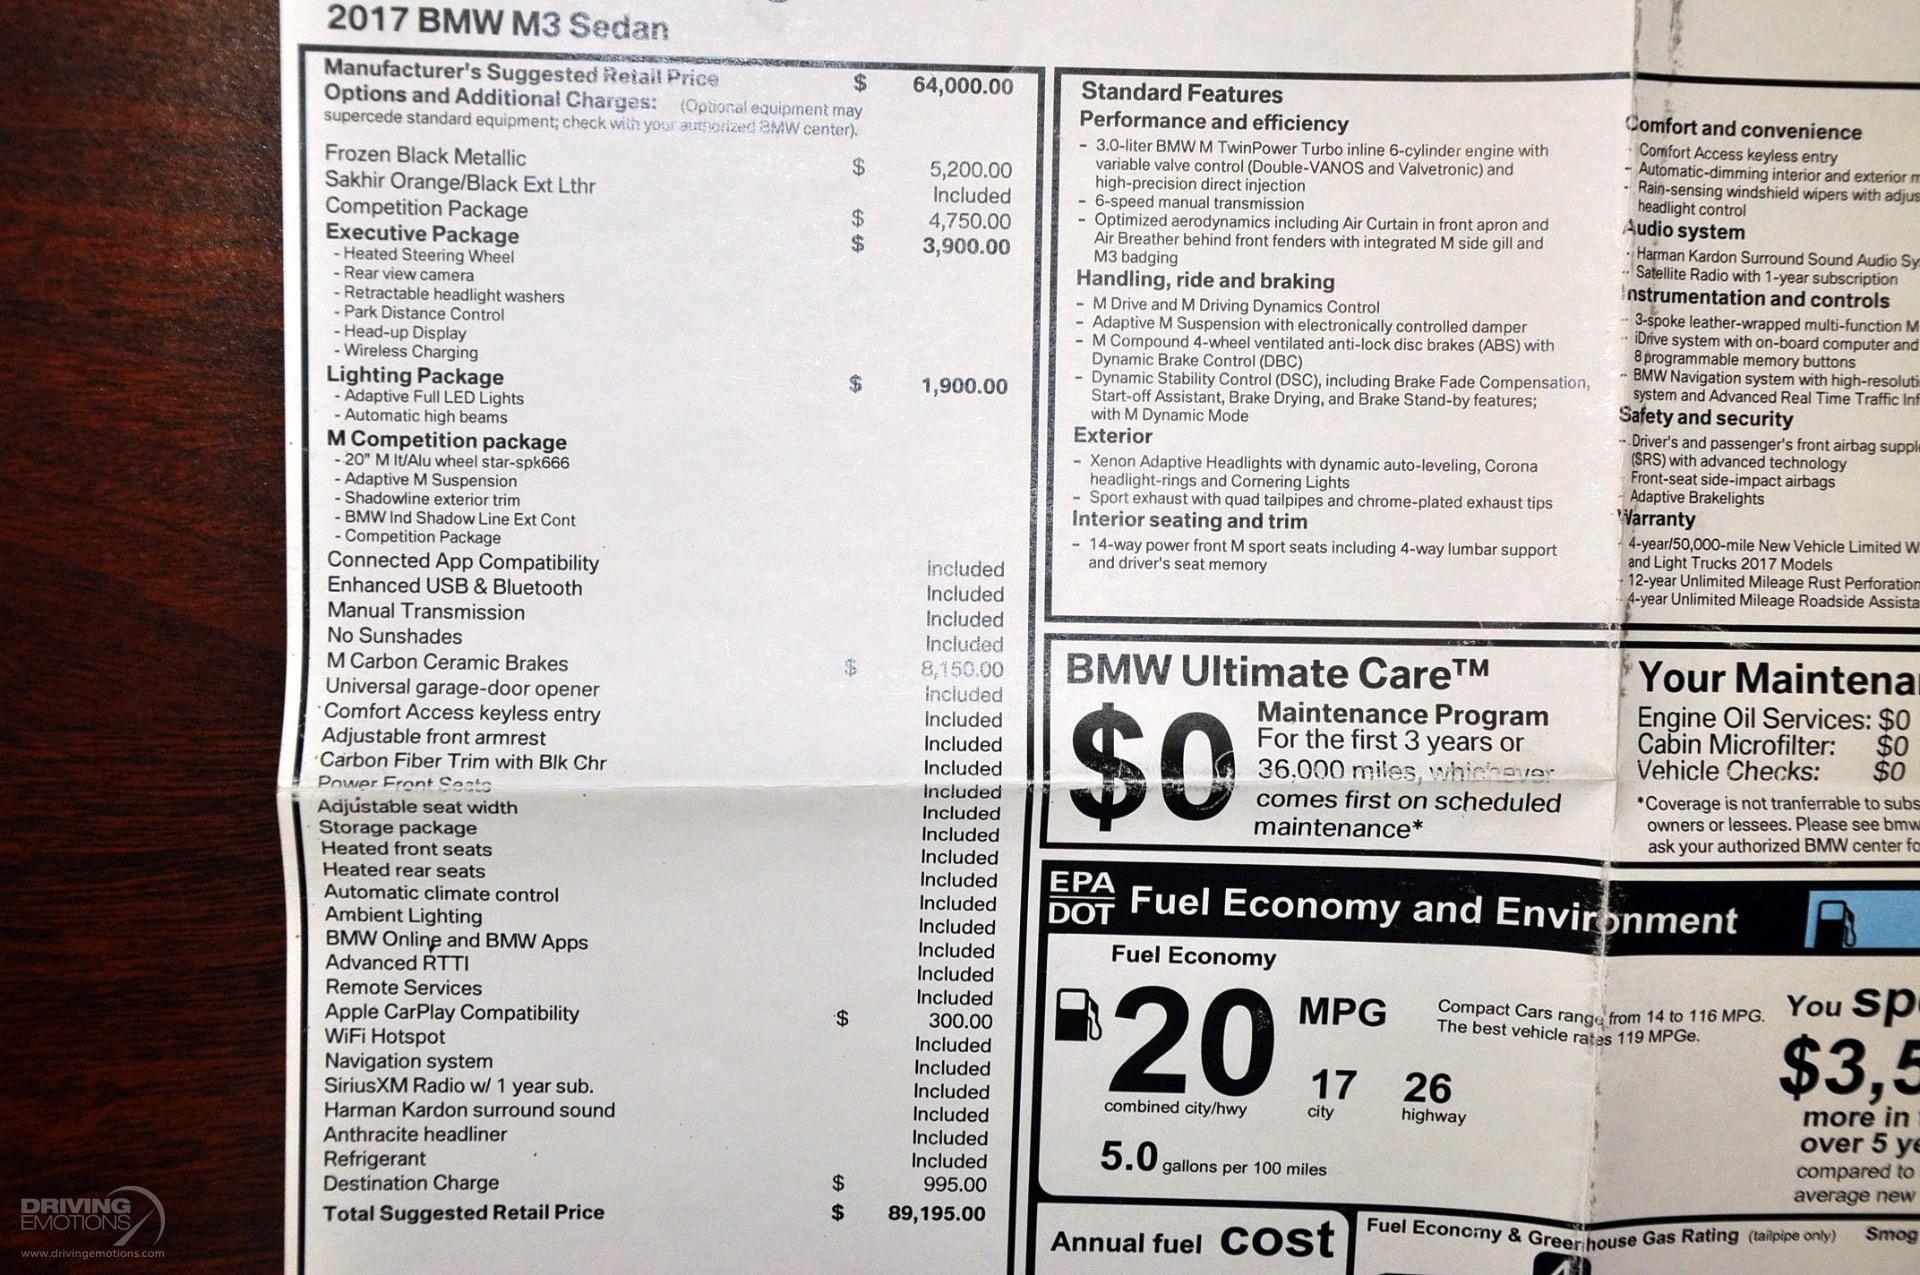 2017 BMW M3 Sedan
Manufacturer's Suggested Retail Price $ 64,000.00
Options and Additional Charges: (Optional equipment may
supercede standard equipment; check with your authorized BMW center).
Frozen Black Metallic $ 5,200.00
Sakhir Orange/Black Ext Lthr Included
Competition Package $ 4,750.00
Executive Package $ 3,900.00
- Heated Steering Wheel
- Rear view camera
- Retractable headlight washers
- Park Distance Control
- Head-up Display
- Wireless Charging
Lighting Package $ 1,900.00
- Adaptive Full LED Lights
- Automatic high beams
M Competition package
- 20" M lt/Alu wheel star-spk666
- Adaptive M Suspension
- Shadowline exterior trim
- BMW Ind Shadow Line Ext Cont
- Competition Package
Connected App Compatibility Included
Enhanced USB & Bluetooth Included
Manual Transmission Included
No Sunshades Included
M Carbon Ceramic Brakes $ 8,150.00
Universal garage-door opener Included
Comfort Access keyless entry Included
Adjustable front armrest Included
Carbon Fiber Trim with Blk Chr Included
Power Front Seats Included
Adjustable seat width Included
Storage package Included
Heated front seats Included
Heated rear seats Included
Automatic climate control Included
Ambient Lighting Included
BMW Online and BMW Apps Included
Advanced RTTI Included
Remote Services Included
Apple CarPlay Compatibility $ 300.00
WiFi Hotspot Included
Navigation system Included
SiriusXM Radio w/ 1 year sub. Included
Harman Kardon surround sound Included
Anthracite headliner Included
Refrigerant Included
Destination Charge $ 995.00
Total Suggested Retail Price $ 89,195.00
Standard Features
Performance and efficiency
- 3.0-liter BMW M TwinPower Turbo inline 6-cylinder engine with
variable valve control (Double-VANOS and Valvetronic) and
high-precision direct injection
- 6-speed manual transmission
- Optimized aerodynamics including Air Curtain in front apron and
Air Breather behind front fenders with integrated M side gill and
M3 badging
Handling, ride and braking
- M Drive and M Driving Dynamics Control
- Adaptive M Suspension with electronically controlled damper
- M Compound 4-wheel ventilated anti-lock disc brakes (ABS) with
Dynamic Brake Control (DBC)
- Dynamic Stability Control (DSC), including Brake Fade Compensation,
Start-off Assistant, Brake Drying, and Brake Stand-by features;
with M Dynamic Mode
Exterior
- Xenon Adaptive Headlights with dynamic auto-leveling, Corona
headlight-rings and Cornering Lights
- Sport exhaust with quad tailpipes and chrome-plated exhaust tips
Interior seating and trim
- 14-way power front M sport seats including 4-way lumbar support
and driver's seat memory
Comfort and convenience
- Comfort Access keyless entry
- Automatic-dimming interior and exterior
- Rain-sensing windshield wipers with
headlight control
Audio system
- Harman Kardon Surround Sound Audio
- Satellite Radio with 1-year subscription
Instrumentation and controls
- 3-spoke leather-wrapped multi-function M
- iDrive system with on-board computer and
8 programmable memory buttons
- BMW Navigation system with
system and Advanced Real Time Traffic
Safety and security
- Driver's and passenger's front airbag
(SRS) with advanced technology
- Front-seat side-impact airbags
- Adaptive Brakelights
Warranty
- 4-year/50,000-mile New Vehicle Limited
and Light Trucks 2017 Models
- 12-year Unlimited Mileage Rust
- 4-year Unlimited Mileage Roadside
BMW Ultimate Care™
$0
Maintenance Program
For the first 3 years or
36,000 miles, whichever
comes first on scheduled
maintenance*
Your
Engine Oil Services: $0
Cabin Microfilter: $0
Vehicle Checks: $0
*Coverage is not tranferrable to
owners or lessees. Please see
ask your authorized BMW center
EPA
DOT
Fuel Economy and Environment
Fuel Economy
20 MPG
combined city/hwy
17
city
26
highway
Compact Cars range from 14 to 116 MPG.
The best vehicle rates 119 MPGe.
5.0 gallons per 100 miles
You
$3,5
more in
over 5
compared to
average new
Annual fuel cost
Fuel Economy & Greenhouse Gas Rating (tailpipe only)
Smog
DRIVING
EMOTIONS
www.drivingemotions.com